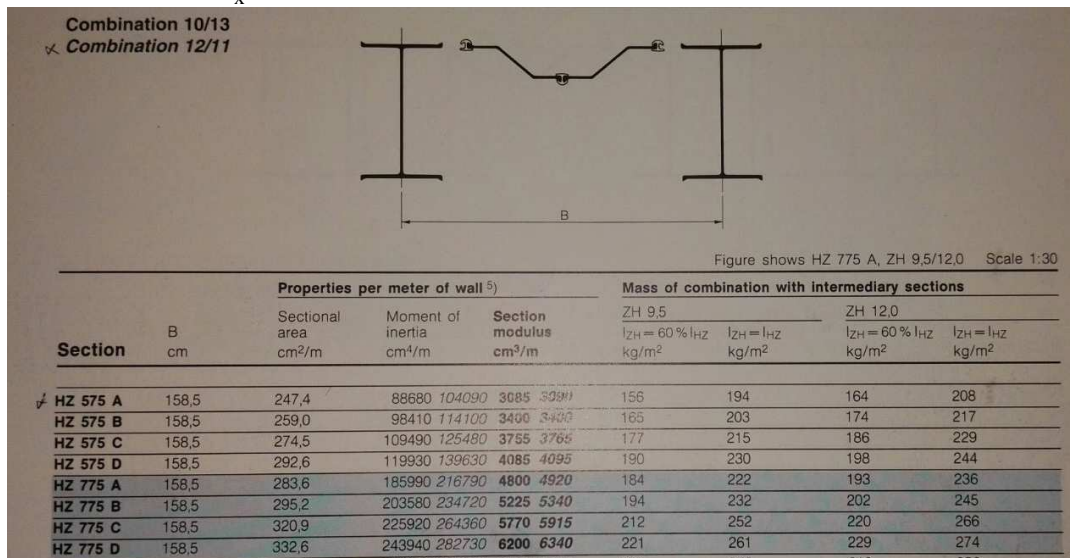 x
Combination 10/13
Combination 12/11
B
Figure shows HZ 775 A, ZH 9,5/12,0 Scale 1:30
Properties per meter of wall 5) Mass of combination with intermediary sections
Sectional Moment of Section ZH 9,5 ZH 12,0
B area inertia modulus IZH = 60 % IHZ IZH = IHZ IZH = 60 % IHZ IZH = IHZ
Section cm cm²/m cm⁴/m cm³/m kg/m² kg/m² kg/m² kg/m²
HZ 575 A 158,5 247,4 88680 104090 3085 3090 156 194 164 208
HZ 575 B 158,5 259,0 98410 114100 3400 3400 165 203 174 217
HZ 575 C 158,5 274,5 109490 125480 3755 3765 177 215 186 229
HZ 575 D 158,5 292,6 119930 139630 4085 4095 190 230 198 244
HZ 775 A 158,5 283,6 185990 216790 4800 4920 184 222 193 236
HZ 775 B 158,5 295,2 203580 234720 5225 5340 194 232 202 245
HZ 775 C 158,5 320,9 225920 264360 5770 5915 212 252 220 266
HZ 775 D 158,5 332,6 243940 282730 6200 6340 221 261 229 274